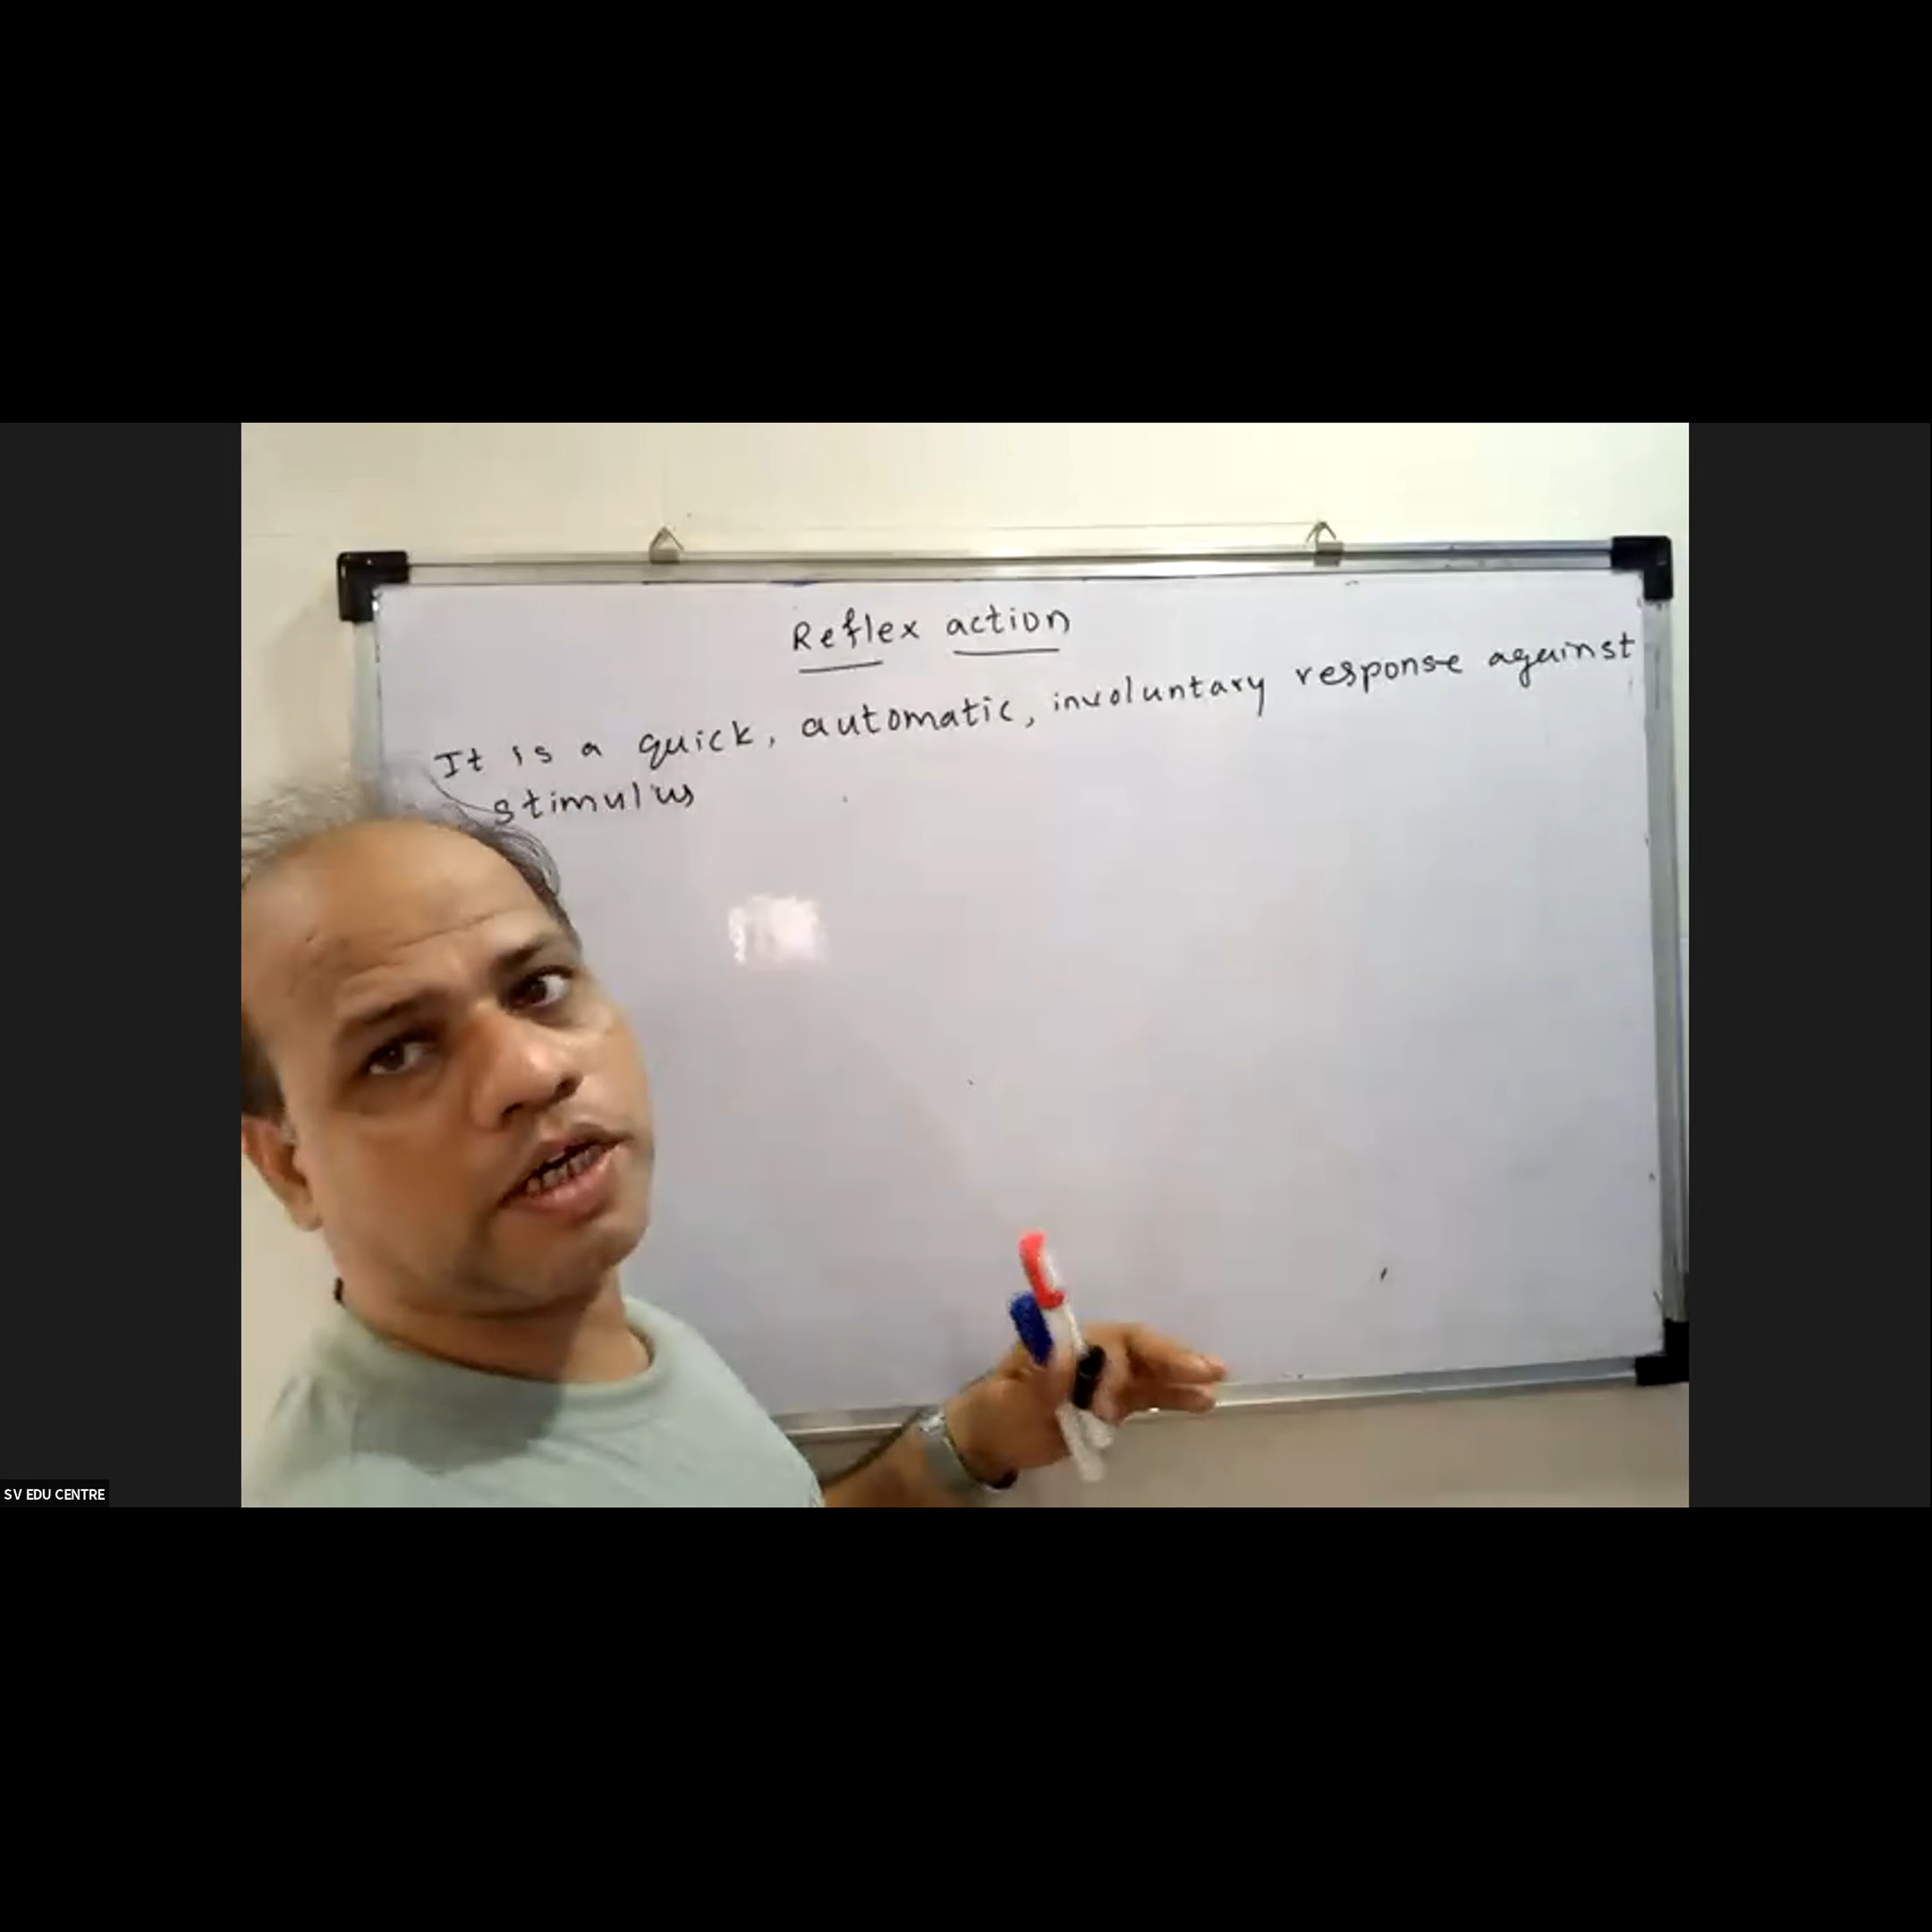 Reflex action
It is a quick, automatic, involuntary response against
stimulus
SV EDU CENTRE